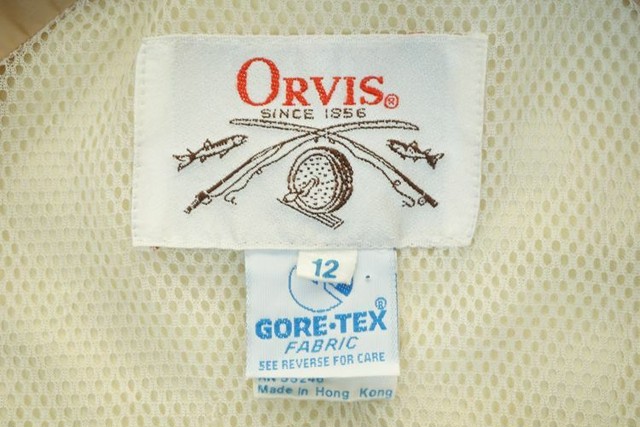 ORVIS®
SINCE 1856
12
®
GORE-TEX
FABRIC
SEE REVERSE FOR CARE
Made in Hong Kong